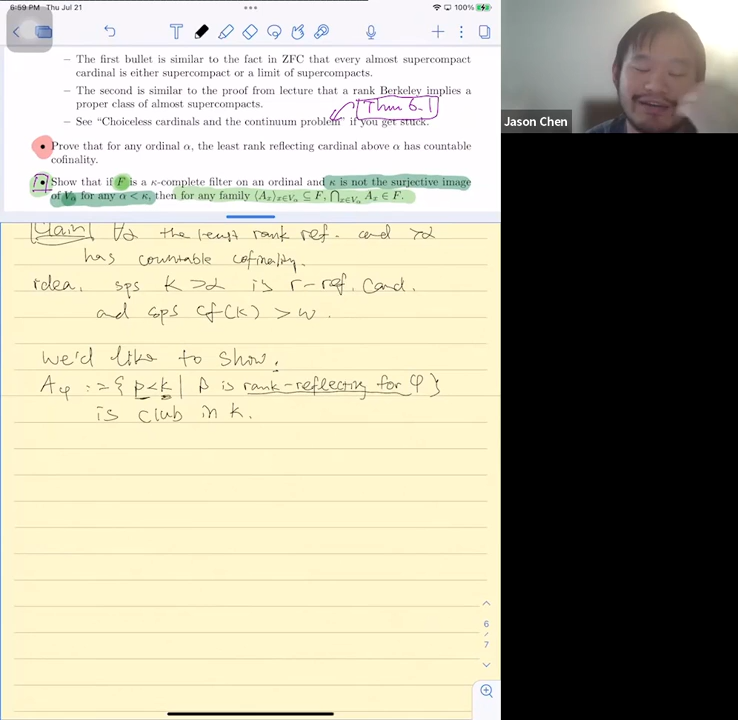 6:59 PM Thu Jul 21
100%
– The first bullet is similar to the fact in ZFC that every almost supercompact
cardinal is either supercompact or a limit of supercompacts.
– The second is similar to the proof from lecture that a rank Berkeley implies a
proper class of almost supercompacts.
Thm 6.1
– See “Choiceless cardinals and the continuum problem” if you get stuck.
• Prove that for any ordinal α, the least rank reflecting cardinal above α has countable
cofinality.
• Show that if F is a κ-complete filter on an ordinal and κ is not the surjective image
of Vα for any α < κ, then for any family ⟨Aₓ⟩ₓ∈Vα ⊆ F, ⋂ₓ∈Vα Aₓ ∈ F.
Claim ∀α the least rank ref. card >α
has countable cofinality.
idea. sps κ >α is r-ref. Card.
and sps cf(κ) > ω.
we'd like to show:
Aφ := { β<κ | β is rank-reflecting for φ}
is club in κ.
Jason Chen
6
7